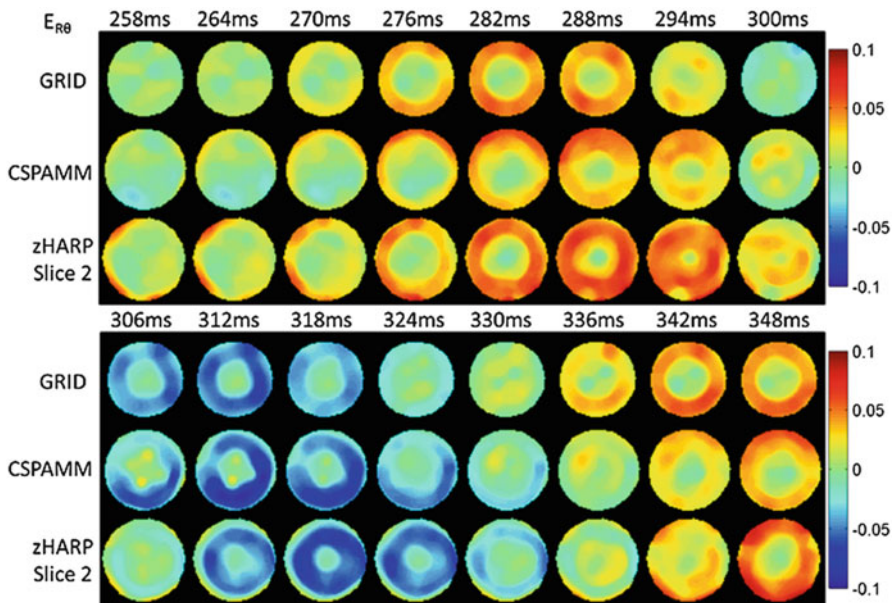 E_Rθ 258ms 264ms 270ms 276ms 282ms 288ms 294ms 300ms
GRID
CSPAMM
zHARP
Slice 2
0.1
0.05
0
-0.05
-0.1
306ms 312ms 318ms 324ms 330ms 336ms 342ms 348ms
GRID
CSPAMM
zHARP
Slice 2
0.1
0.05
0
-0.05
-0.1